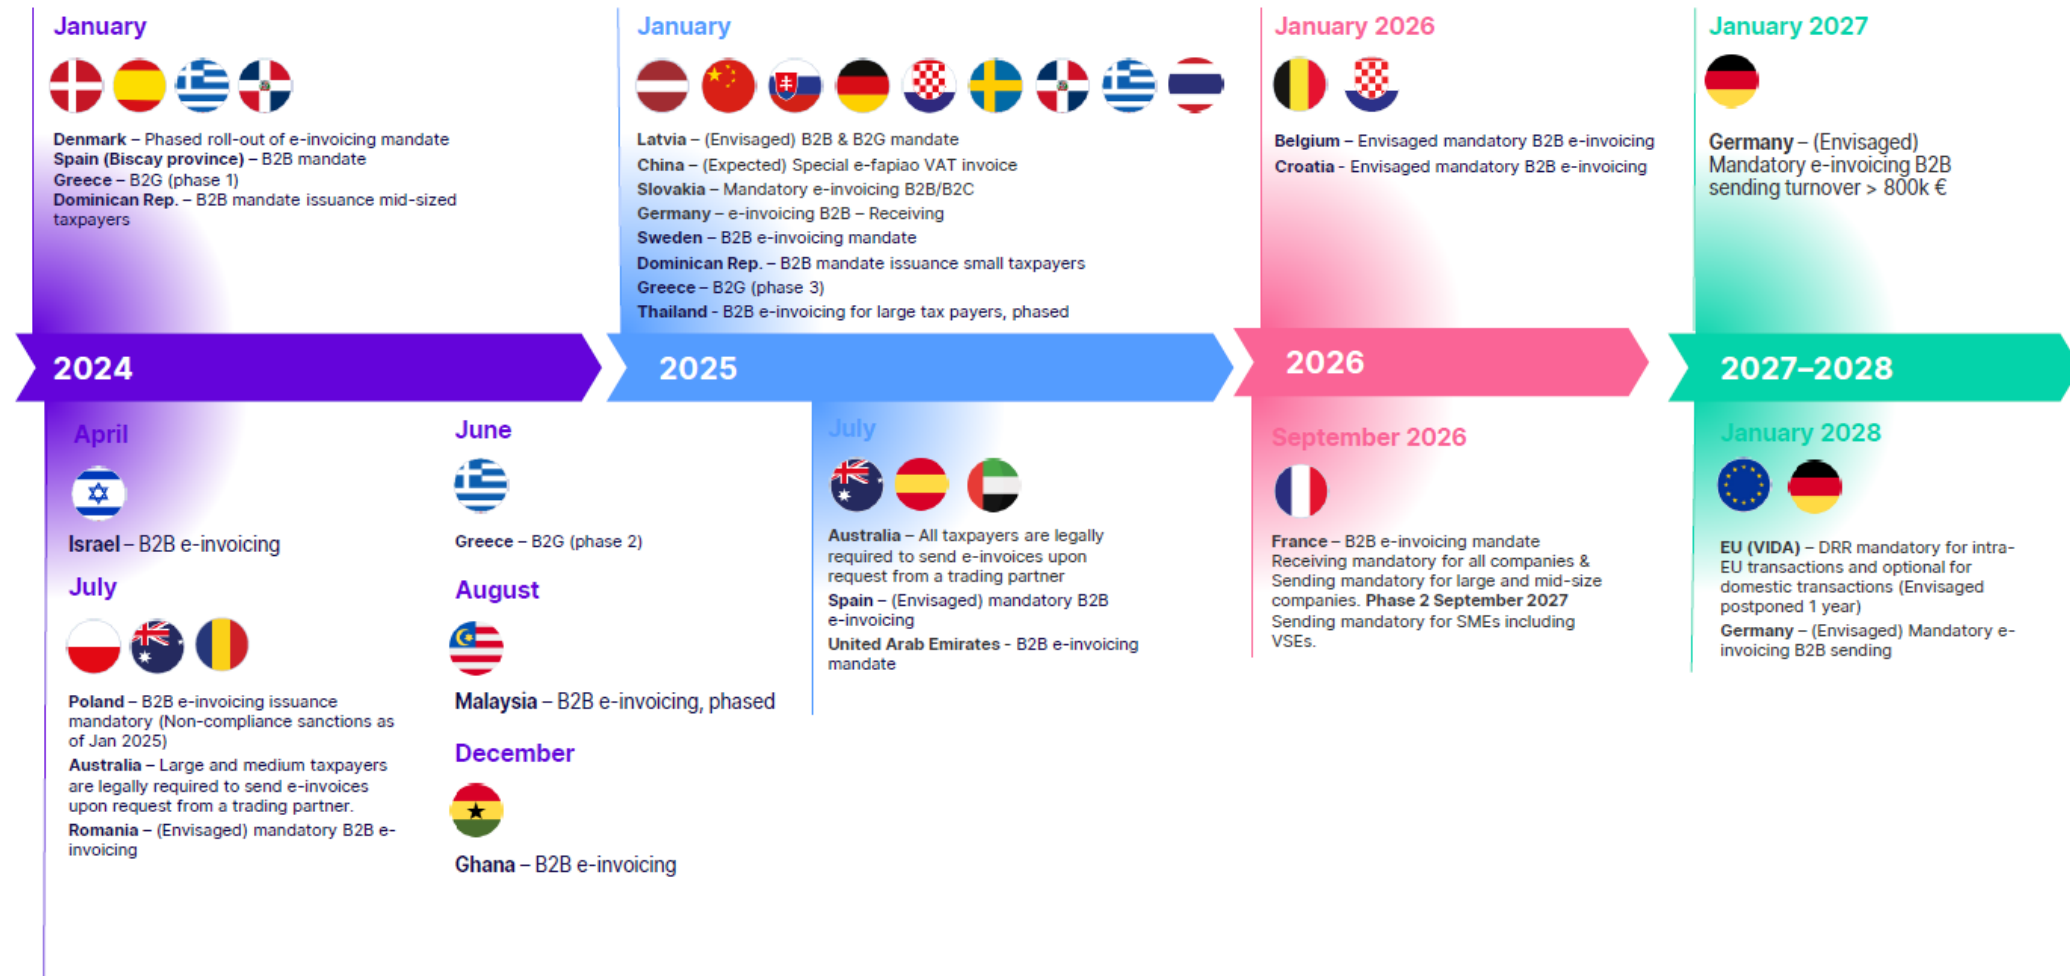 January
Denmark – Phased roll-out of e-invoicing mandate
Spain (Biscay province) – B2B mandate
Greece – B2G (phase 1)
Dominican Rep. – B2B mandate issuance mid-sized
taxpayers
January
Latvia – (Envisaged) B2B & B2G mandate
China – (Expected) Special e-fapiao VAT invoice
Slovakia – Mandatory e-invoicing B2B/B2C
Germany – e-invoicing B2B – Receiving
Sweden – B2B e-invoicing mandate
Dominican Rep. – B2B mandate issuance small taxpayers
Greece – B2G (phase 3)
Thailand - B2B e-invoicing for large tax payers, phased
January 2026
Belgium – Envisaged mandatory B2B e-invoicing
Croatia - Envisaged mandatory B2B e-invoicing
January 2027
Germany – (Envisaged)
Mandatory e-invoicing B2B
sending turnover > 800k €
2024
2025
2026
2027–2028
April
Israel – B2B e-invoicing
July
Poland – B2B e-invoicing issuance
mandatory (Non-compliance sanctions as
of Jan 2025)
Australia – Large and medium taxpayers
are legally required to send e-invoices
upon request from a trading partner.
Romania – (Envisaged) mandatory B2B e-
invoicing
June
Greece – B2G (phase 2)
August
Malaysia – B2B e-invoicing, phased
December
Ghana – B2B e-invoicing
July
Australia – All taxpayers are legally
required to send e-invoices upon
request from a trading partner
Spain – (Envisaged) mandatory B2B
e-invoicing
United Arab Emirates - B2B e-invoicing
mandate
September 2026
France – B2B e-invoicing mandate
Receiving mandatory for all companies &
Sending mandatory for large and mid-size
companies. Phase 2 September 2027
Sending mandatory for SMEs including
VSEs.
January 2028
EU (VIDA) – DRR mandatory for intra-
EU transactions and optional for
domestic transactions (Envisaged
postponed 1 year)
Germany – (Envisaged) Mandatory e-
invoicing B2B sending